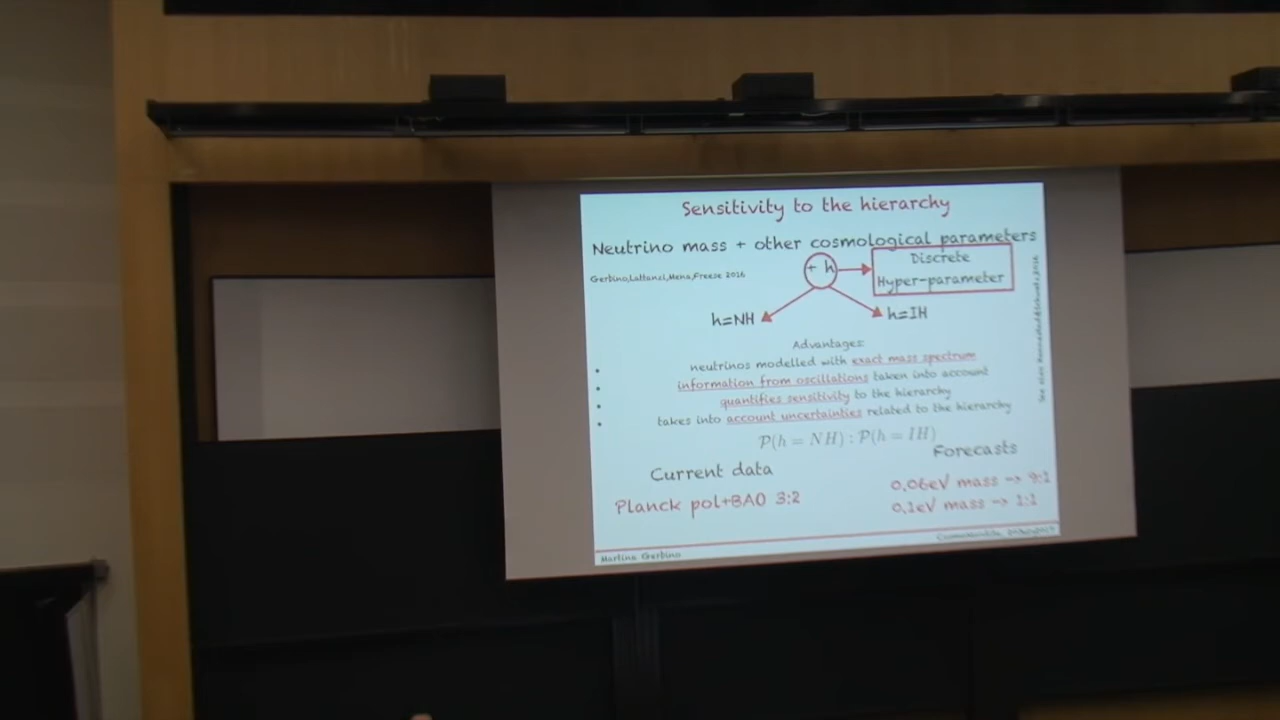 Sensitivity to the hierarchy
Neutrino mass + other cosmological parameters
Gerbino, Lattanzi, Mena, Freese 2016
+ h
Discrete
Hyper-parameter
h=NH
h=IH
Advantages:
• neutrinos modelled with exact mass spectrum
• information from oscillations taken into account
• quantifies sensitivity to the hierarchy
• takes into account uncertainties related to the hierarchy
P(h = NH) : P(h = IH)
Current data
Forecasts
Planck pol+BAO 3:2
0,06eV mass -> 9:1
0,1eV mass -> 1:1
See also
2016
Martina Gerbino